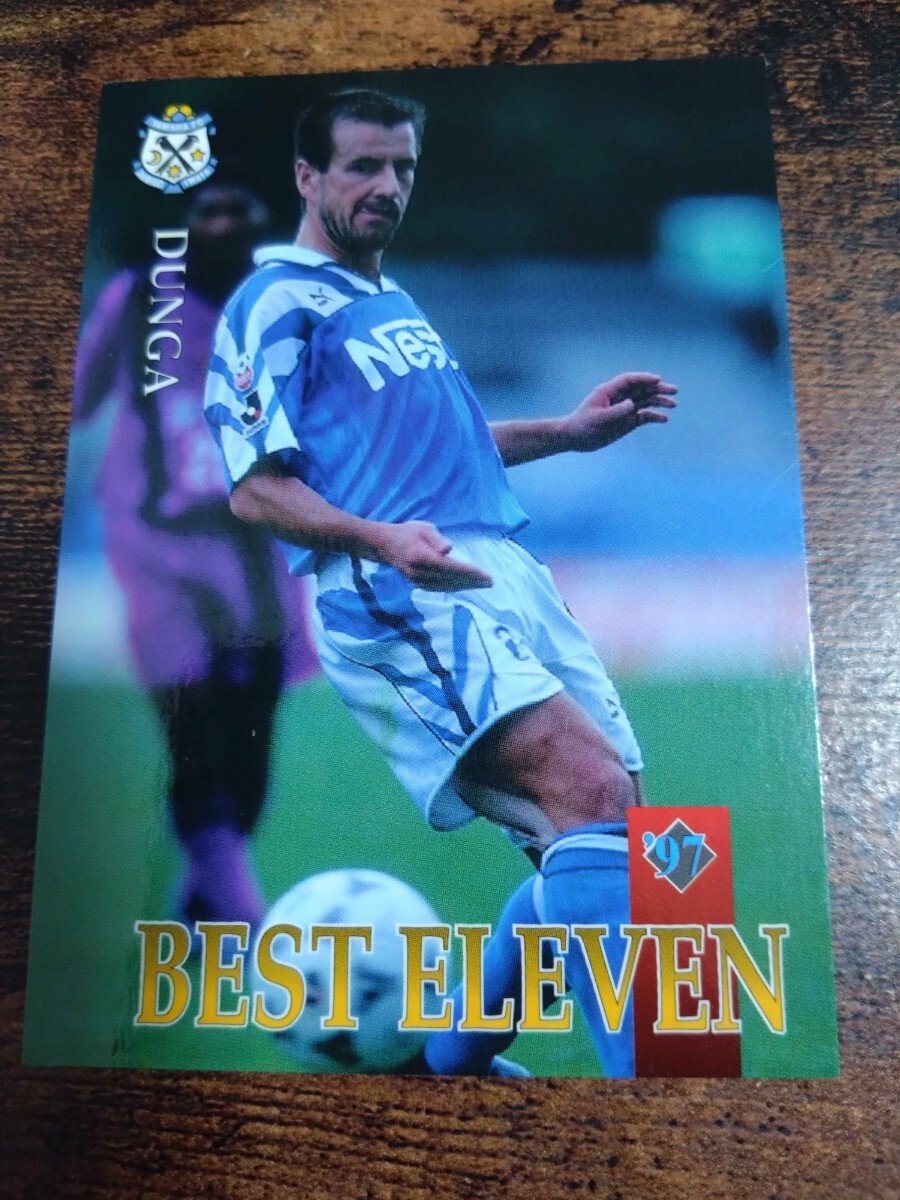 DUNGA
Nes
'97
BEST ELEVEN